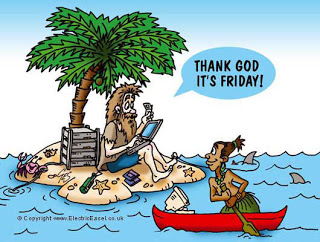 THANK GOD
IT'S FRIDAY!
© Copyright www.ElectricEasel.co.uk